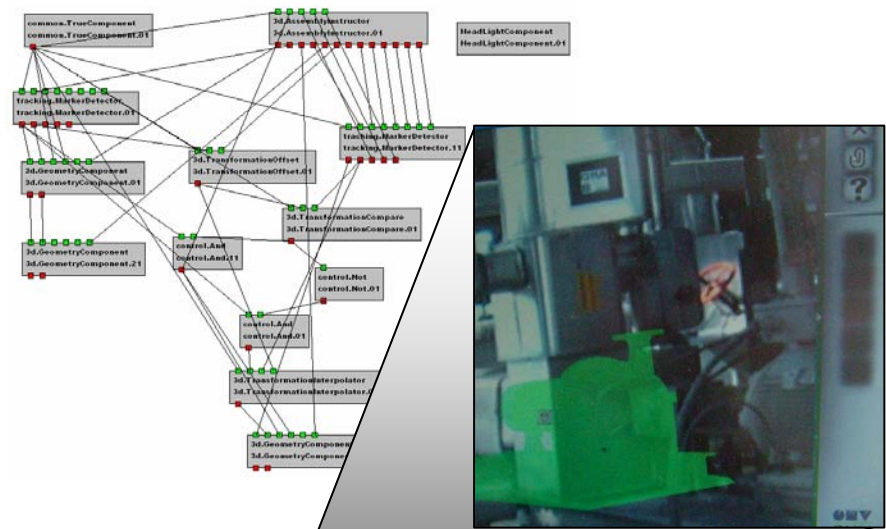 common.TrueComponent
common.TrueComponent.01
3d.AssemblyInstructor
3d.AssemblyInstructor.01
HeadLightComponent
HeadLightComponent.01
tracking.MarkerDetector
tracking.MarkerDetector.01
tracking.MarkerDetector
tracking.MarkerDetector.11
3d.GeometryComponent
3d.GeometryComponent.01
3d.TransformationOffset
3d.TransformationOffset.01
3d.TransformationCompare
3d.TransformationCompare.01
3d.GeometryComponent
3d.GeometryComponent.21
control.And
control.And.11
control.Not
control.Not.01
control.And
control.And.01
3d.TransformationInterpolator
3d.TransformationInterpolator.0
3d.GeometryComponent
3d.GeometryComponen
?